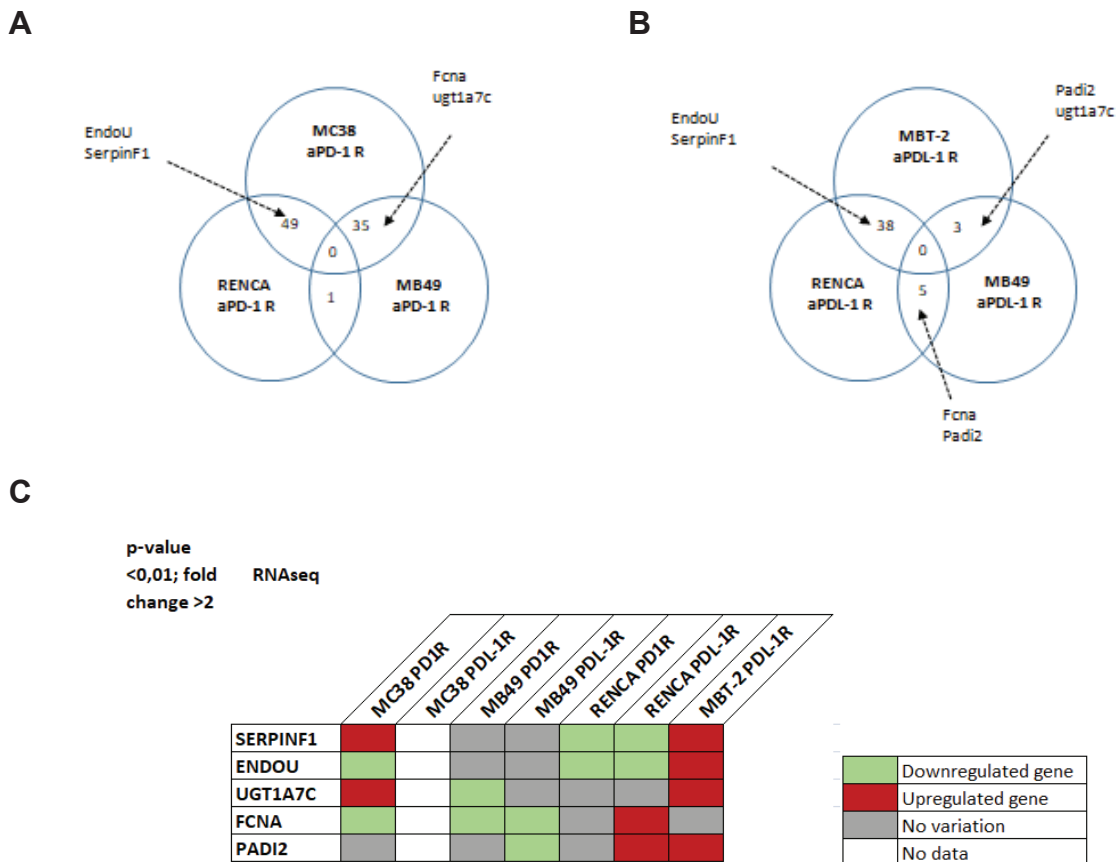 A
B
EndoU
SerpinF1
Fcna
ugt1a7c
MC38
aPD-1 R
49
35
0
RENCA
aPD-1 R
1
MB49
aPD-1 R
EndoU
SerpinF1
Padi2
ugt1a7c
MBT-2
aPDL-1 R
38
3
0
RENCA
aPDL-1 R
5
MB49
aPDL-1 R
Fcna
Padi2
C
p-value
<0,01; fold
change >2
RNAseq
MC38 PD1R
MC38 PDL-1R
MB49 PD1R
MB49 PDL-1R
RENCA PD1R
RENCA PDL-1R
MBT-2 PDL-1R
SERPINF1
ENDOU
UGT1A7C
FCNA
PADI2
Downregulated gene
Upregulated gene
No variation
No data